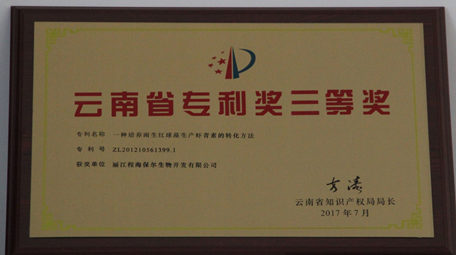 云南省专利奖三等奖
专利名称: 一种培养雨生红球藻生产虾青素的转化方法
专利号: ZL201210561399.1
获奖单位: 丽江程海保尔生物开发有限公司
云南省知识产权局局长
2017年7月